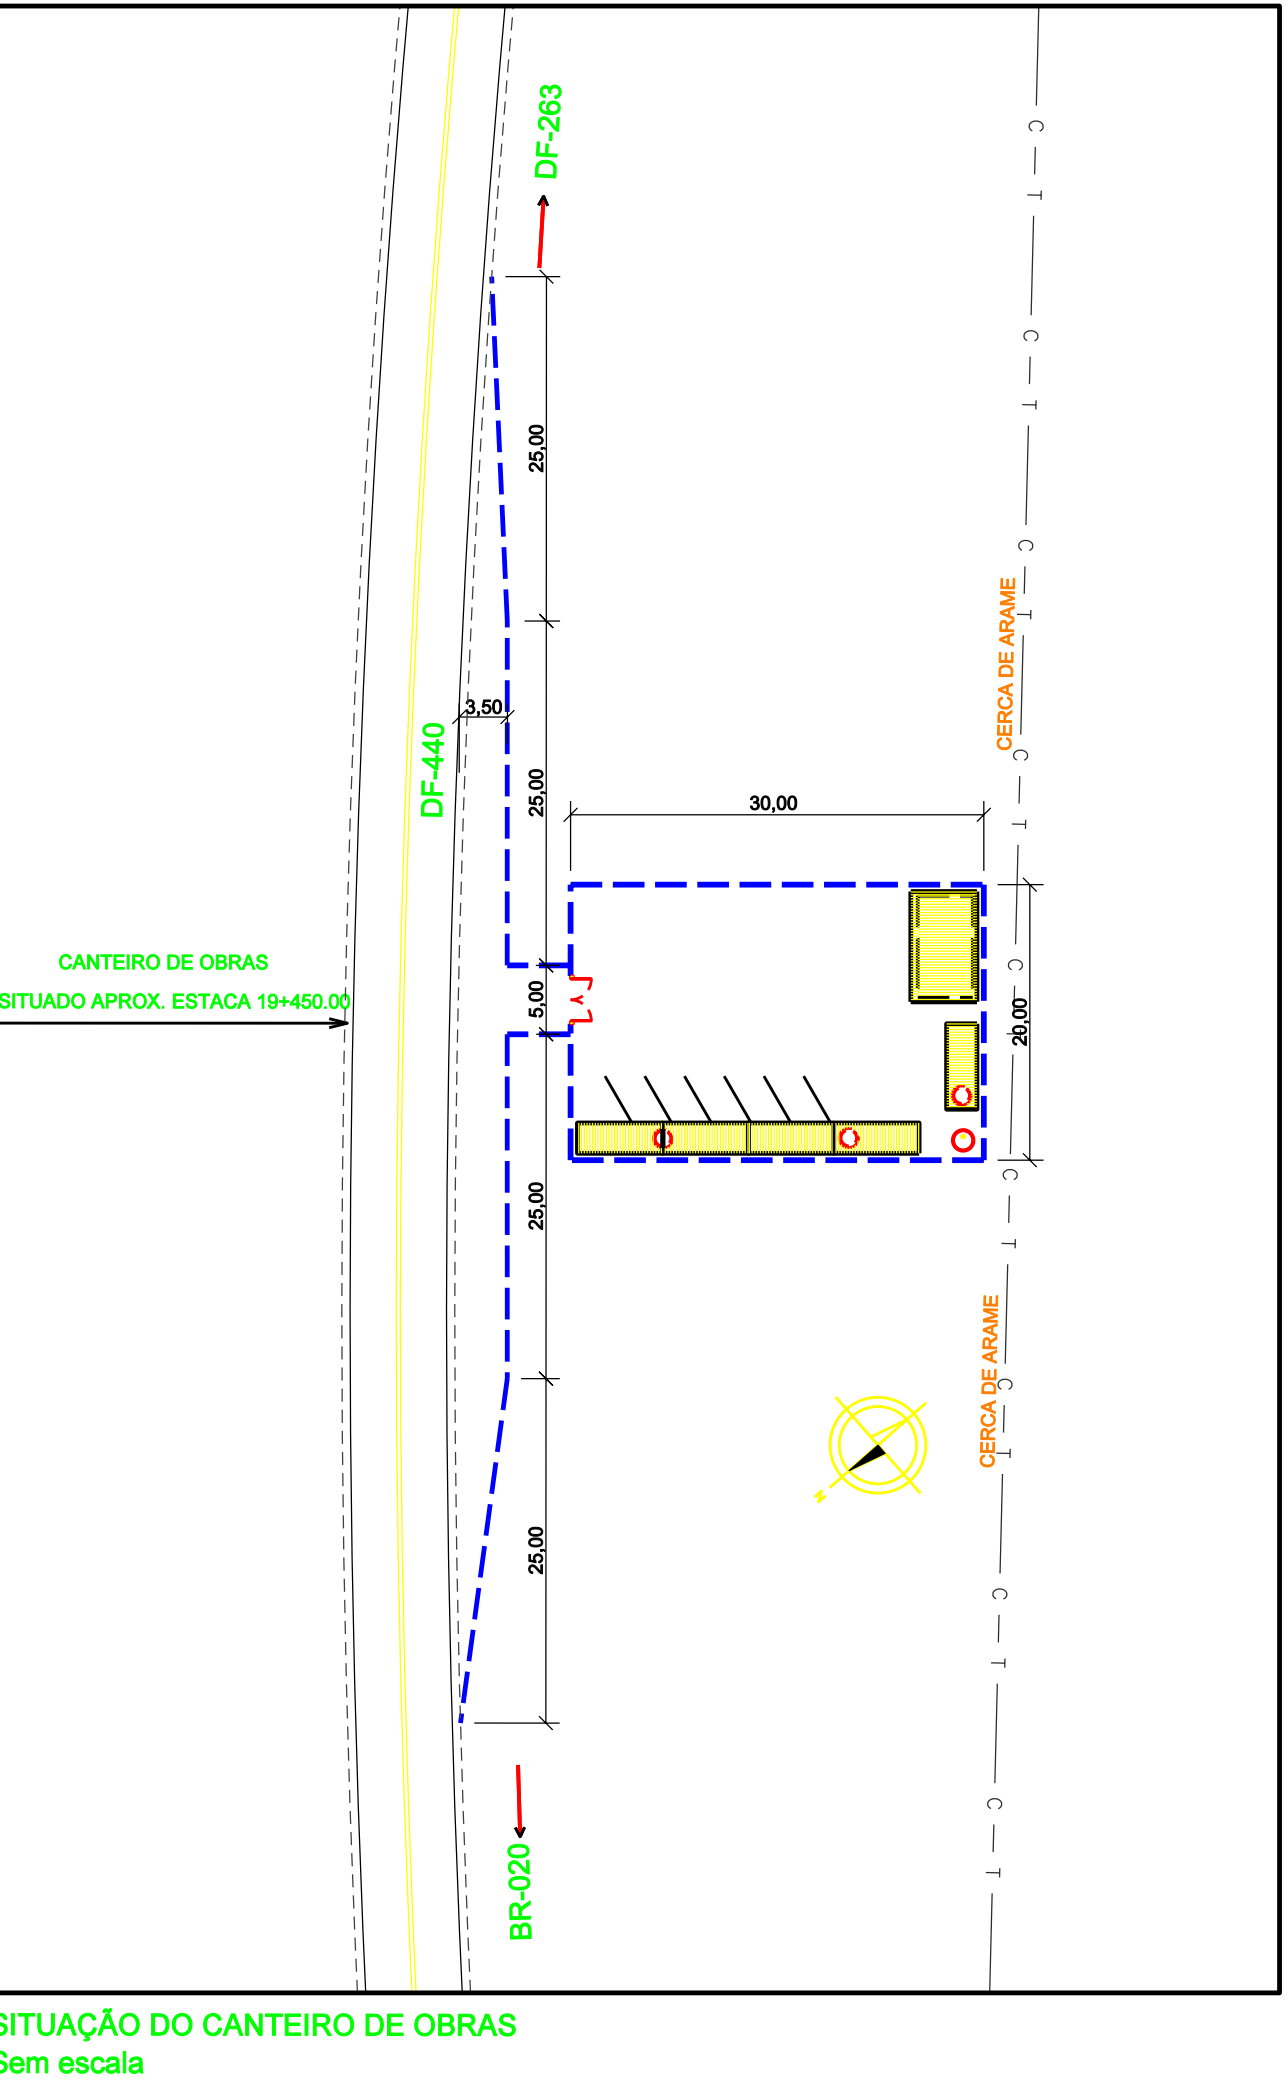 DF-263
25,00
CERCA DE ARAME
3,50
DF-440
25,00
30,00
CANTEIRO DE OBRAS
SITUADO APROX. ESTACA 19+450.00
5,00
20,00
25,00
CERCA DE ARAME
N
25,00
BR-020
C
T
C
T
C
T
C
T
C
T
C
T
C
T
C
T
C
T
SITUAÇÃO DO CANTEIRO DE OBRAS
Sem escala